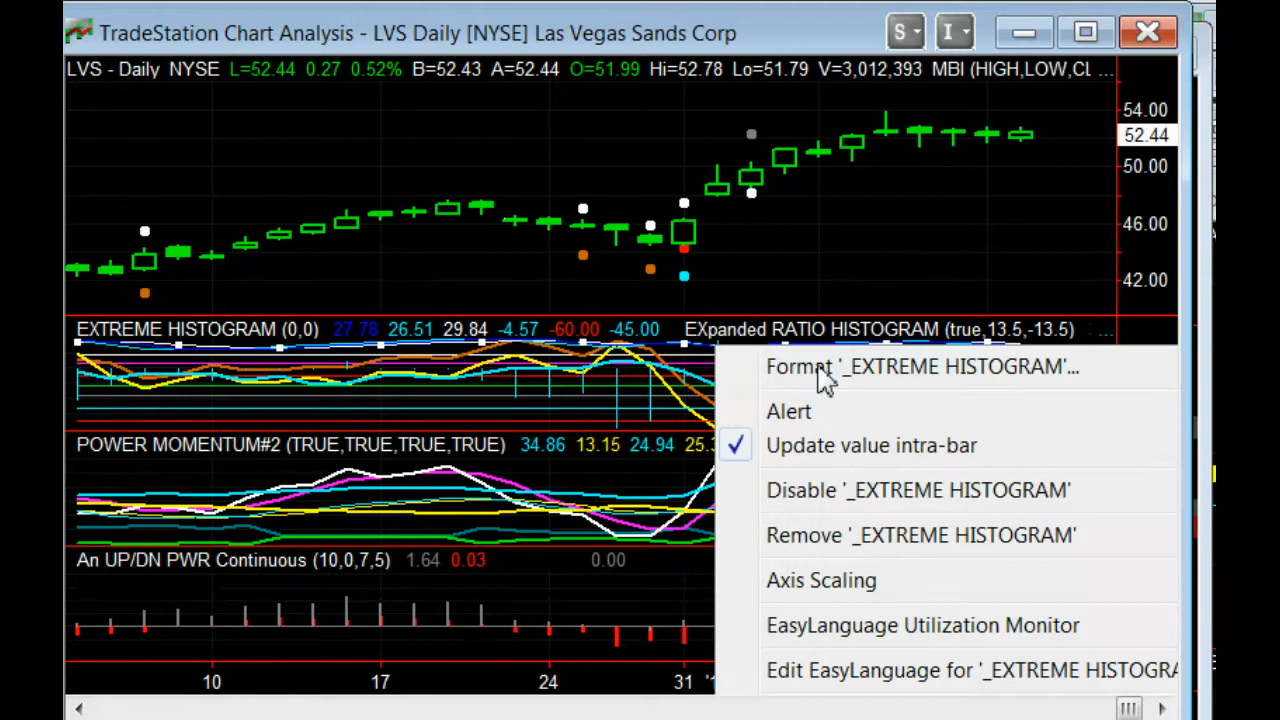 TradeStation Chart Analysis - LVS Daily [NYSE] Las Vegas Sands Corp
S I
LVS - Daily NYSE L=52.44 0.27 0.52% B=52.43 A=52.44 O=51.99 Hi=52.78 Lo=51.79 V=3,012,393 MBI (HIGH,LOW,CL ...
54.00
52.44
50.00
46.00
42.00
EXTREME HISTOGRAM (0,0) 27.78 26.51 29.84 -4.57 -60.00 -45.00 EXpanded RATIO HISTOGRAM (true,13.5,-13.5) ...
Format '_EXTREME HISTOGRAM'...
Alert
POWER MOMENTUM#2 (TRUE,TRUE,TRUE,TRUE) 34.86 13.15 24.94 25.3
Update value intra-bar
Disable '_EXTREME HISTOGRAM'
Remove '_EXTREME HISTOGRAM'
An UP/DN PWR Continuous (10,0,7,5) 1.64 0.03 0.00
Axis Scaling
EasyLanguage Utilization Monitor
Edit EasyLanguage for '_EXTREME HISTOGRA
10 17 24 31